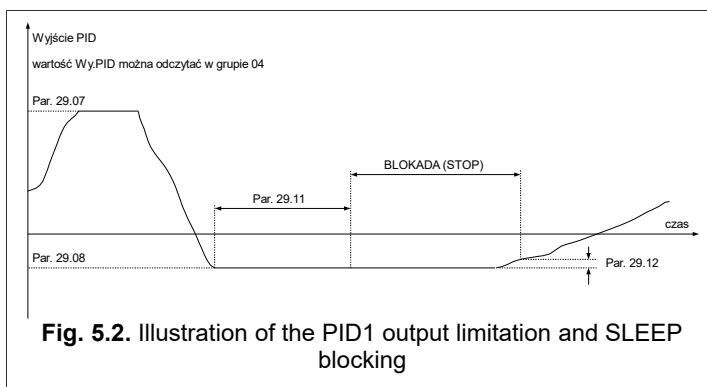 Wyjście PID
wartość Wy.PID można odczytać w grupie 04
Par. 29.07
BLOKADA (STOP)
Par. 29.11
czas
Par. 29.08
Par. 29.12
Fig. 5.2. Illustration of the PID1 output limitation and SLEEP
blocking